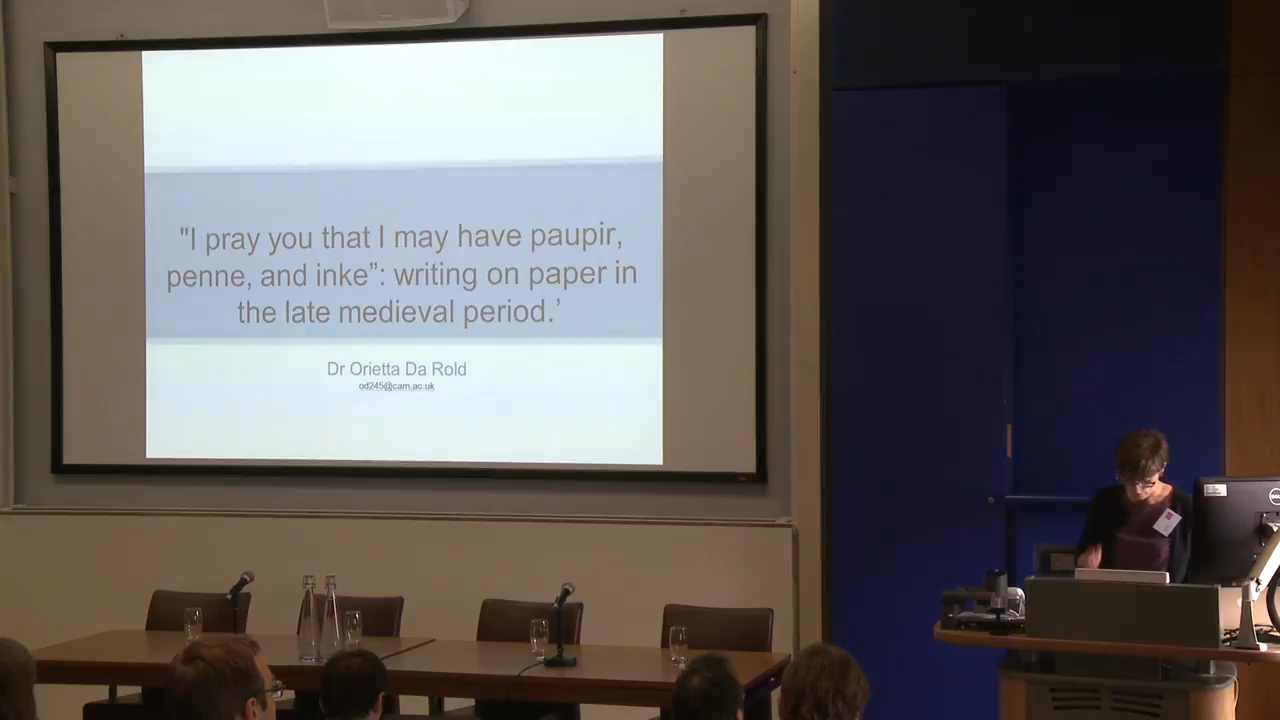 "I pray you that I may have paupir,
penne, and inke”: writing on paper in
the late medieval period.’
Dr Orietta Da Rold
od245@cam.ac.uk
DELL